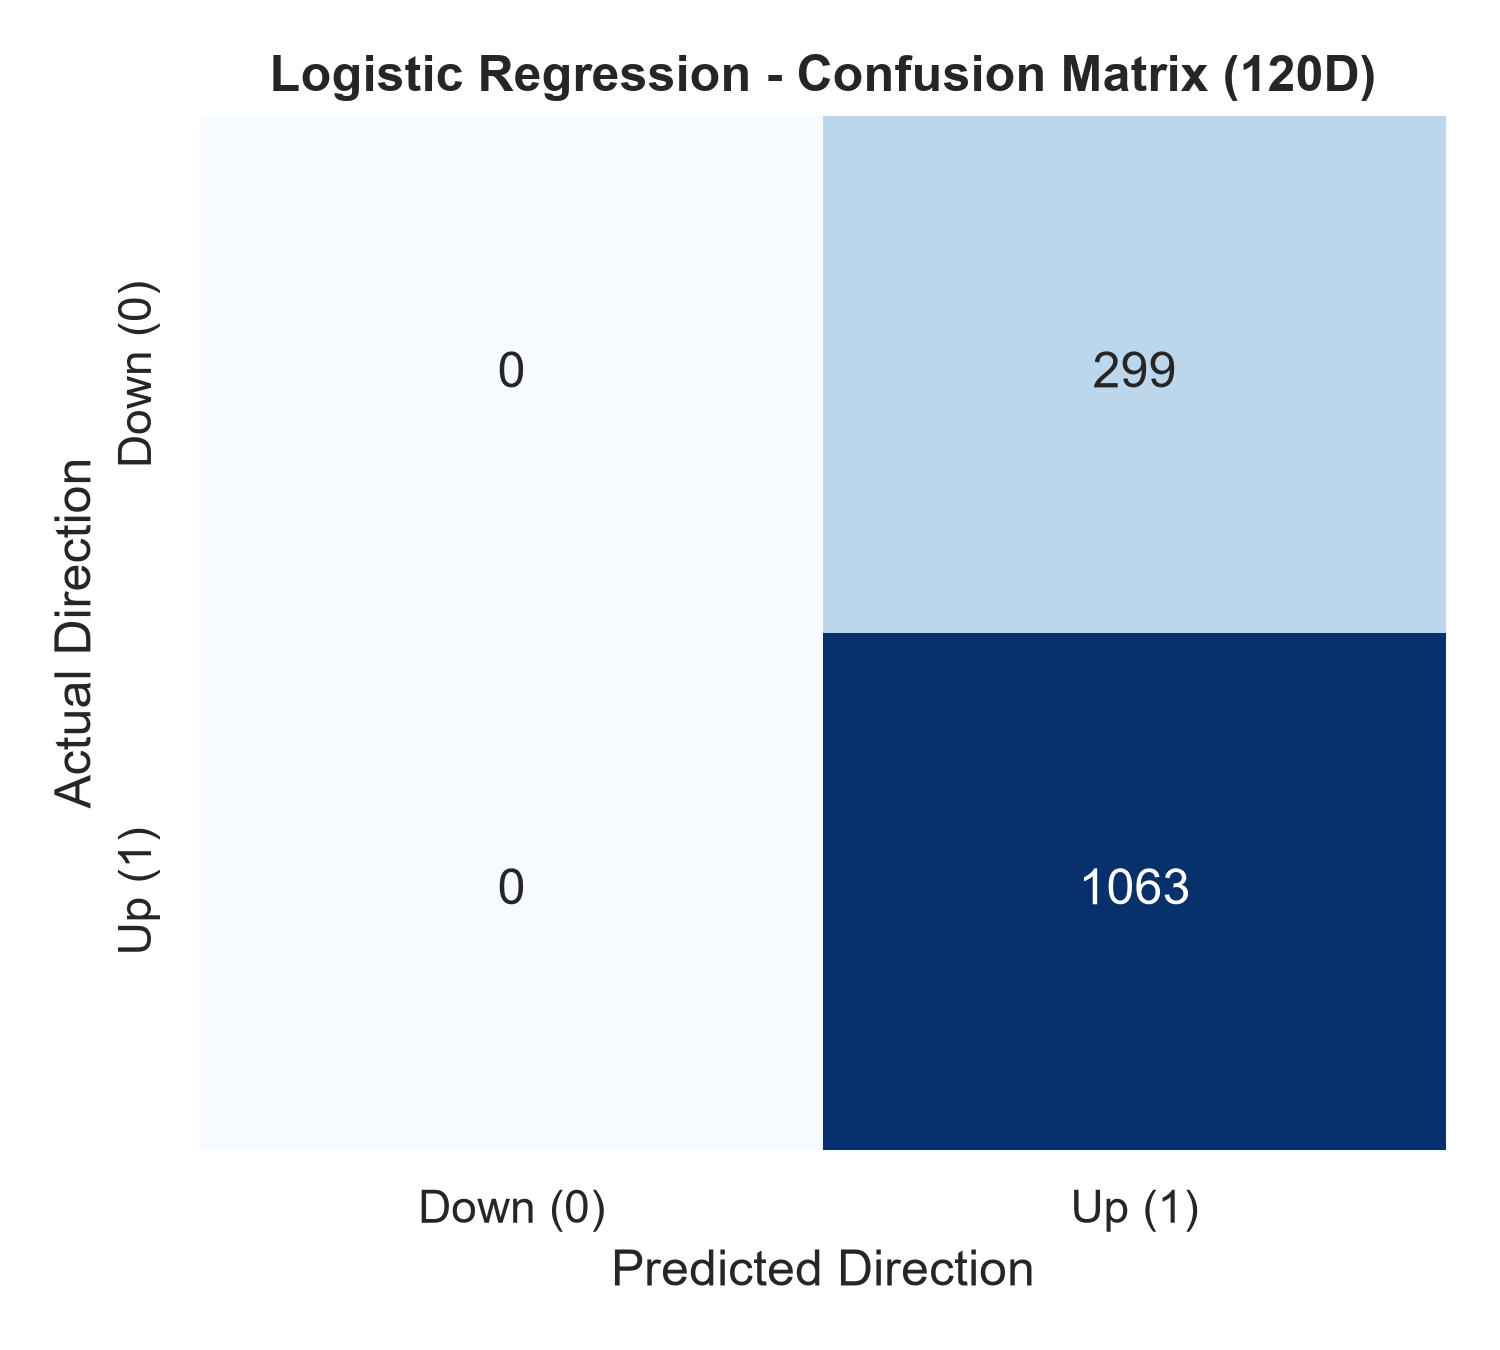 Logistic Regression - Confusion Matrix (120D)
Actual Direction
Down (0)
0
299
Up (1)
0
1063
Down (0)
Up (1)
Predicted Direction